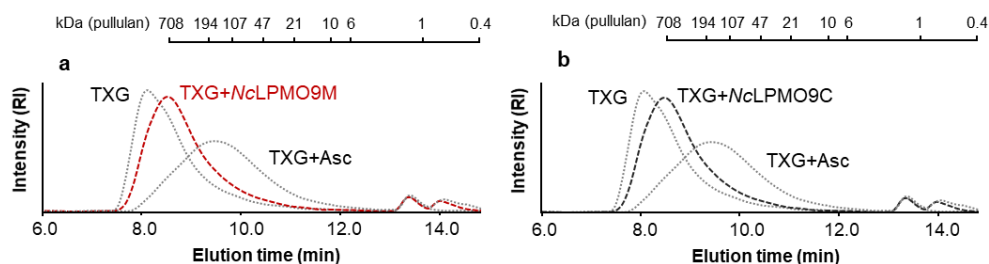 kDa (pullulan) 708 194 107 47 21 10 6 1 0.4
a
TXG
TXG+NcLPMO9M
TXG+Asc
Intensity (RI)
6.0 8.0 10.0 12.0 14.0
Elution time (min)
kDa (pullulan) 708 194 107 47 21 10 6 1 0.4
b
TXG
TXG+NcLPMO9C
TXG+Asc
Intensity (RI)
6.0 8.0 10.0 12.0 14.0
Elution time (min)